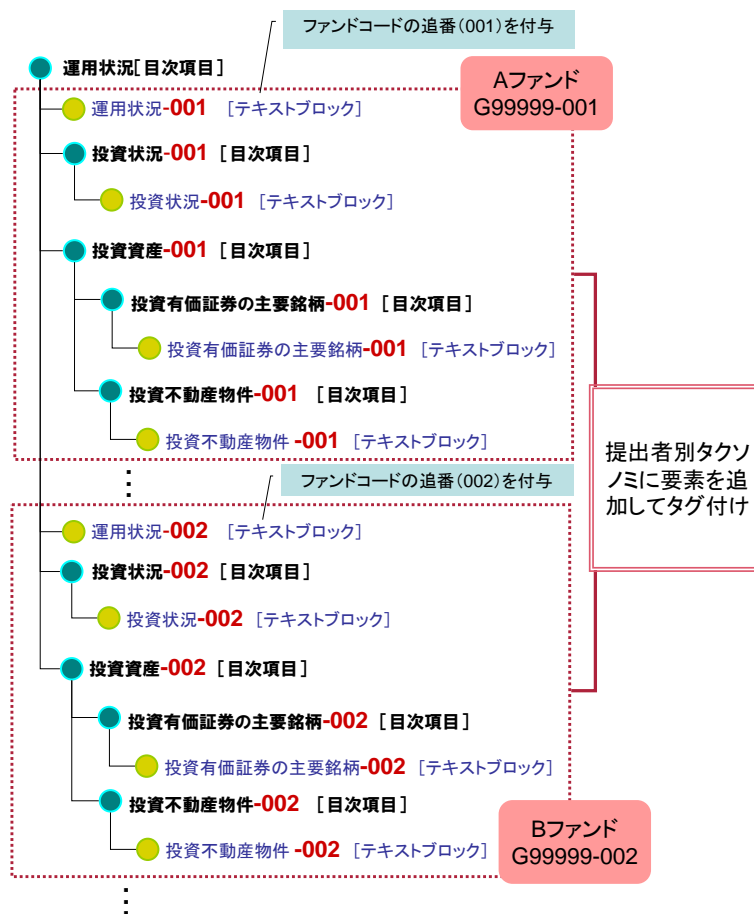 ファンドコードの追番(001)を付与
運用状況[目次項目]
Aファンド
G99999-001
運用状況-001 [テキストブロック]
投資状況-001 [目次項目]
投資状況-001 [テキストブロック]
投資資産-001 [目次項目]
投資有価証券の主要銘柄-001 [目次項目]
投資有価証券の主要銘柄-001 [テキストブロック]
投資不動産物件-001 [目次項目]
投資不動産物件-001 [テキストブロック]
提出者別タクソ
ノミに要素を追
加してタグ付け
ファンドコードの追番(002)を付与
運用状況-002 [テキストブロック]
投資状況-002 [目次項目]
投資状況-002 [テキストブロック]
投資資産-002 [目次項目]
投資有価証券の主要銘柄-002 [目次項目]
投資有価証券の主要銘柄-002 [テキストブロック]
投資不動産物件-002 [目次項目]
投資不動産物件-002 [テキストブロック]
Bファンド
G99999-002